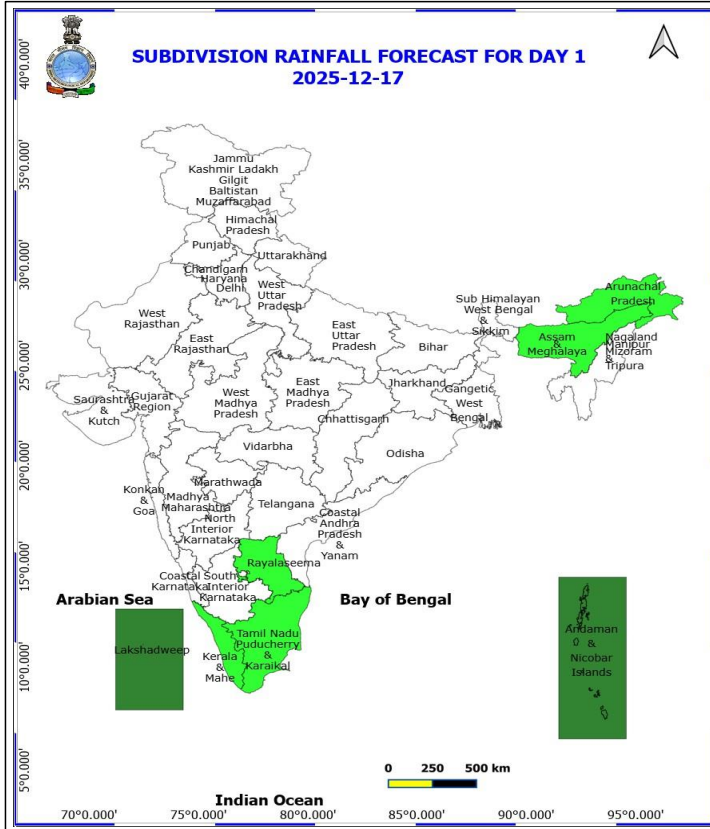 SUBDIVISION RAINFALL FORECAST FOR DAY 1
2025-12-17
40°0.000'
35°0.000'
30°0.000'
25°0.000'
20°0.000'
15°0.000'
10°0.000'
5°0.000'
Jammu
Kashmir Ladakh
Gilgit
Baltistan
Muzaffarabad
Himachal
Pradesh
Punjab
Uttarakhand
Chandigarh
Haryana
Delhi
West
Uttar
Pradesh
West
Rajasthan
East
Rajasthan
East
Uttar
Pradesh
Bihar
Sub Himalayan
West Bengal
&
Sikkim
Arunachal
Pradesh
Assam
&
Meghalaya
Nagaland
Manipur
Mizoram
&
Tripura
Saurashtra
&
Kutch
Gujarat
Region
West
Madhya
Pradesh
East
Madhya
Pradesh
Jharkhand
Gangetic
West
Bengal
Chhattisgarh
Vidarbha
Odisha
Konkan
&
Goa
Marathwada
Madhya
Maharashtra
Telangana
North
Interior
Karnataka
Coastal
Andhra
Pradesh
&
Yanam
Rayalaseema
Coastal
Karnataka
South
Interior
Karnataka
Arabian Sea
Bay of Bengal
Lakshadweep
Kerala
&
Mahe
Tamil Nadu
Puducherry
&
Karaikal
Andaman
&
Nicobar
Islands
0 250 500 km
Indian Ocean
70°0.000' 75°0.000' 80°0.000' 85°0.000' 90°0.000' 95°0.000'